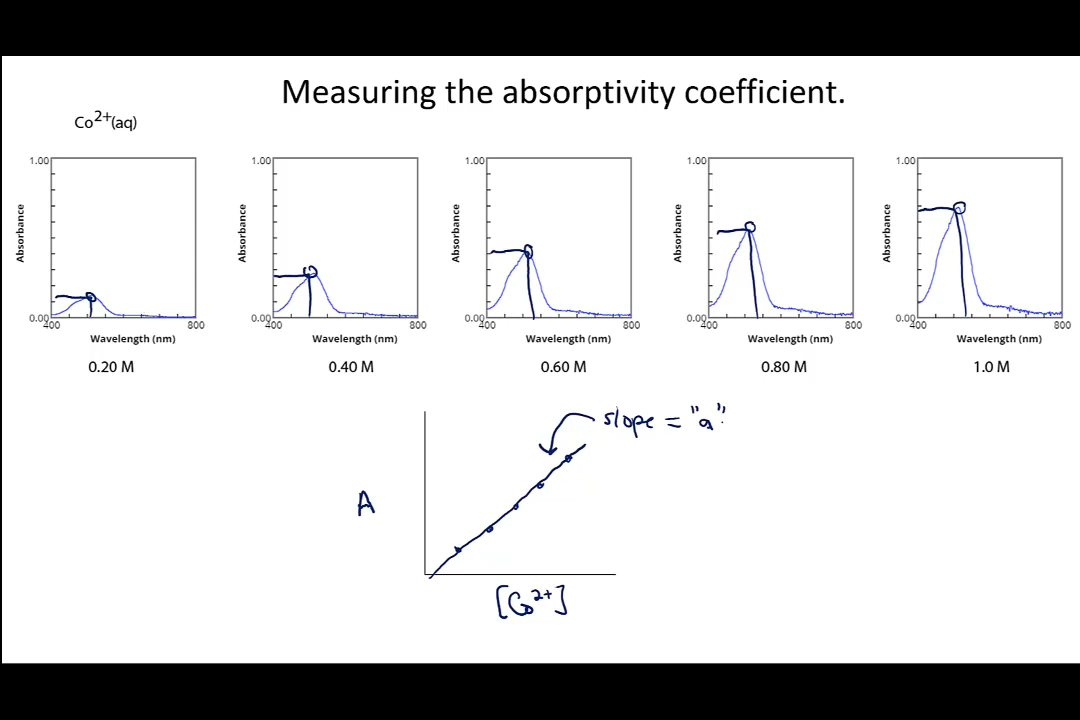 Measuring the absorptivity coefficient.
Co2+(aq)
1.00 1.00 1.00 1.00 1.00
Absorbance Absorbance Absorbance Absorbance Absorbance
0.00 0.00 0.00 0.00 0.00
400 800 400 800 400 800 400 800 400 800
Wavelength (nm) Wavelength (nm) Wavelength (nm) Wavelength (nm) Wavelength (nm)
0.20 M 0.40 M 0.60 M 0.80 M 1.0 M
slope = "a"
A
[Co2+]